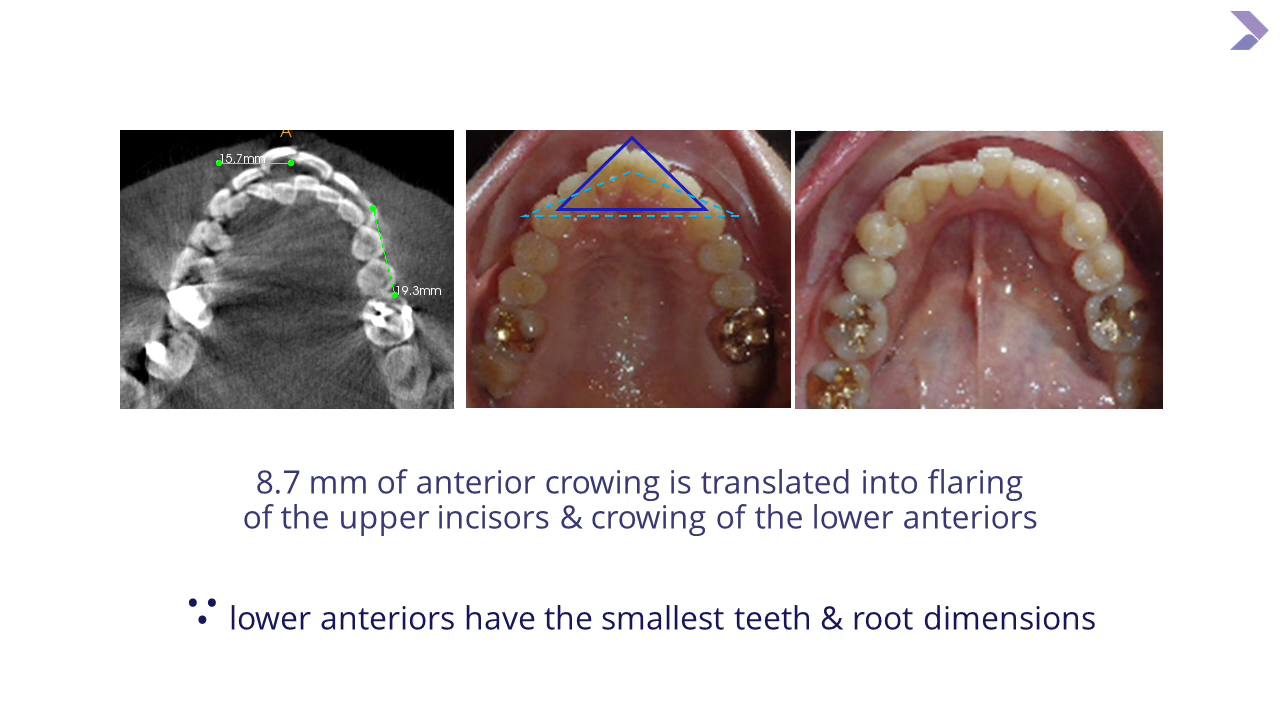 A
15.7mm
19.3mm
8.7 mm of anterior crowing is translated into flaring
of the upper incisors & crowing of the lower anteriors
∵ lower anteriors have the smallest teeth & root dimensions